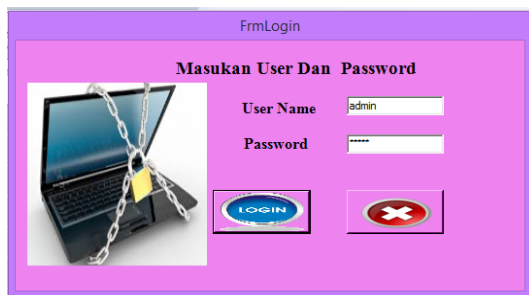 FrmLogin
Masukan User Dan Password
User Name
admin
Password
*****
LOGIN